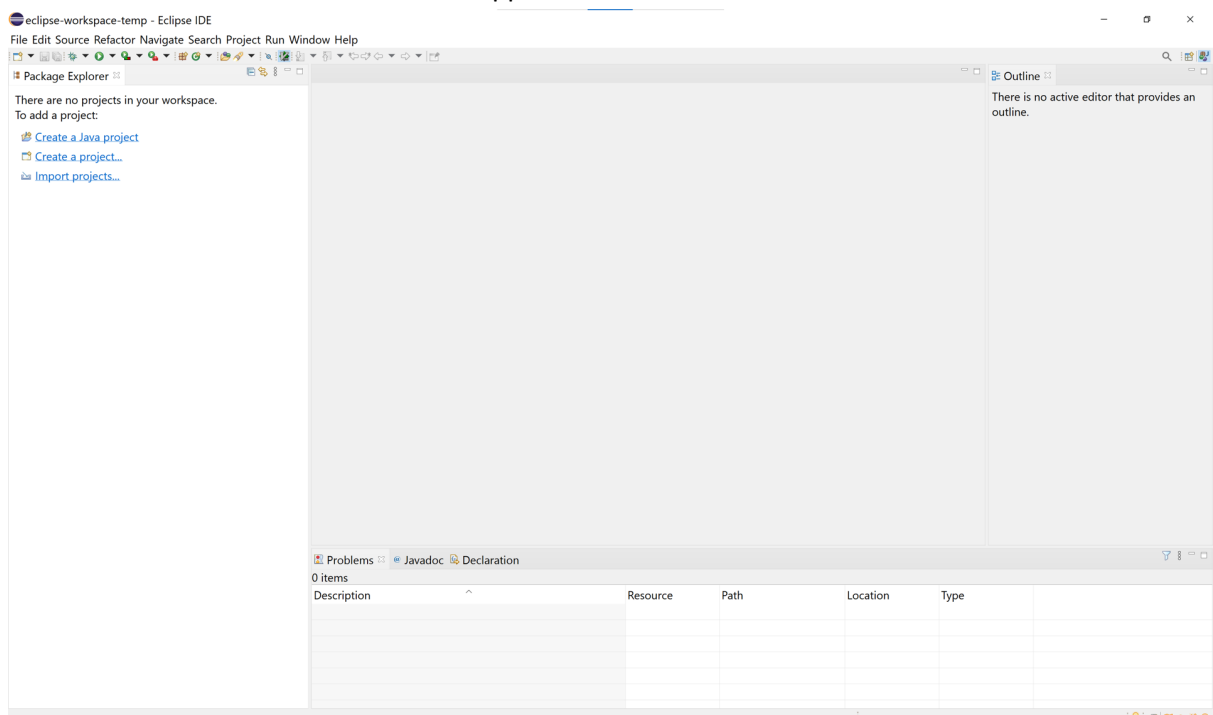 eclipse-workspace-temp - Eclipse IDE
File Edit Source Refactor Navigate Search Project Run Window Help
Package Explorer
There are no projects in your workspace.
To add a project:
Create a Java project
Create a project...
Import projects...
Outline
There is no active editor that provides an
outline.
Problems Javadoc Declaration
0 items
Description Resource Path Location Type